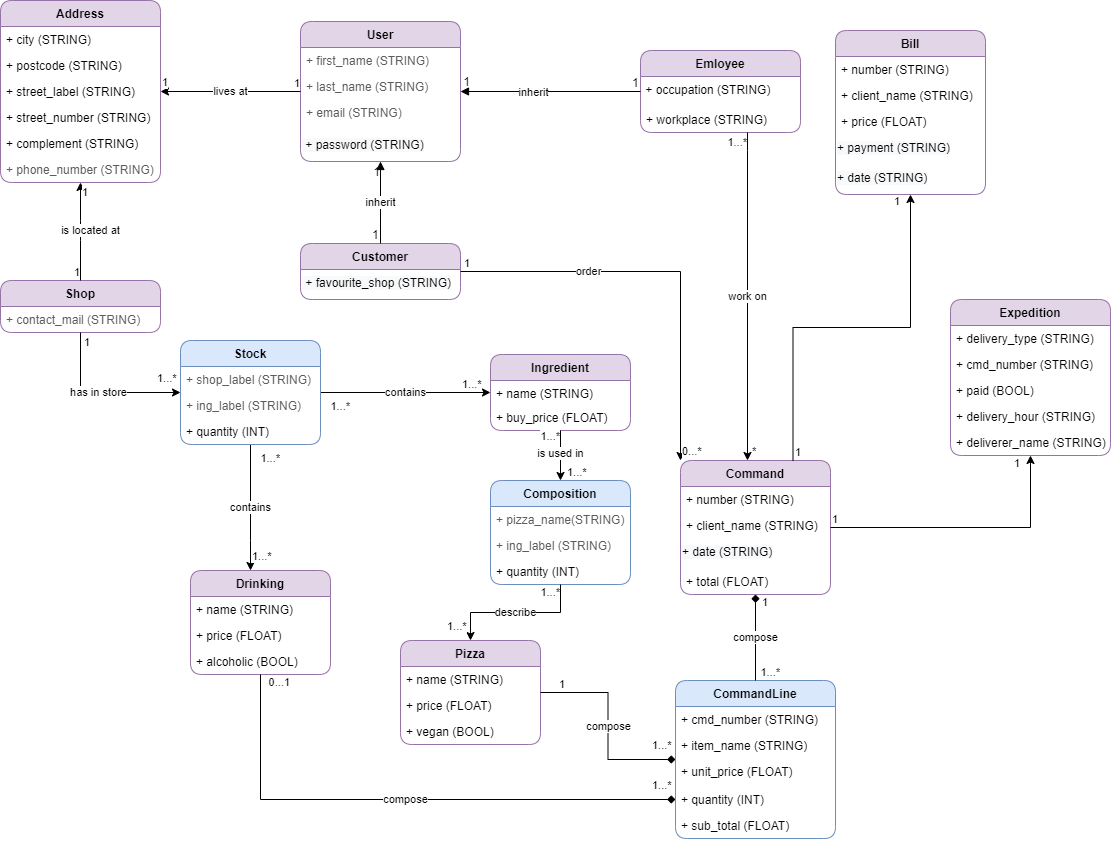 Address
+ city (STRING)
+ postcode (STRING)
+ street_label (STRING)
+ street_number (STRING)
+ complement (STRING)
+ phone_number (STRING)
1
lives at
1
User
+ first_name (STRING)
+ last_name (STRING)
+ email (STRING)
+ password (STRING)
1
inherit
1
Emloyee
+ occupation (STRING)
+ workplace (STRING)
Bill
+ number (STRING)
+ client_name (STRING)
+ price (FLOAT)
+ payment (STRING)
+ date (STRING)
1
is located at
1
1
inherit
1
1...*
work on
*
1
1
Shop
+ contact_mail (STRING)
Customer
+ favourite_shop (STRING)
1
order
0...*
Expedition
+ delivery_type (STRING)
+ cmd_number (STRING)
+ paid (BOOL)
+ delivery_hour (STRING)
+ deliverer_name (STRING)
1
1
has in store
1...*
Stock
+ shop_label (STRING)
+ ing_label (STRING)
+ quantity (INT)
1...*
contains
1...*
Ingredient
+ name (STRING)
+ buy_price (FLOAT)
1...*
is used in
1...*
1...*
contains
1...*
Composition
+ pizza_name(STRING)
+ ing_label (STRING)
+ quantity (INT)
Command
+ number (STRING)
+ client_name (STRING)
+ date (STRING)
+ total (FLOAT)
1
1...*
describe
1...*
Drinking
+ name (STRING)
+ price (FLOAT)
+ alcoholic (BOOL)
Pizza
+ name (STRING)
+ price (FLOAT)
+ vegan (BOOL)
1
compose
1...*
1
compose
1...*
0...1
compose
1...*
CommandLine
+ cmd_number (STRING)
+ item_name (STRING)
+ unit_price (FLOAT)
+ quantity (INT)
+ sub_total (FLOAT)